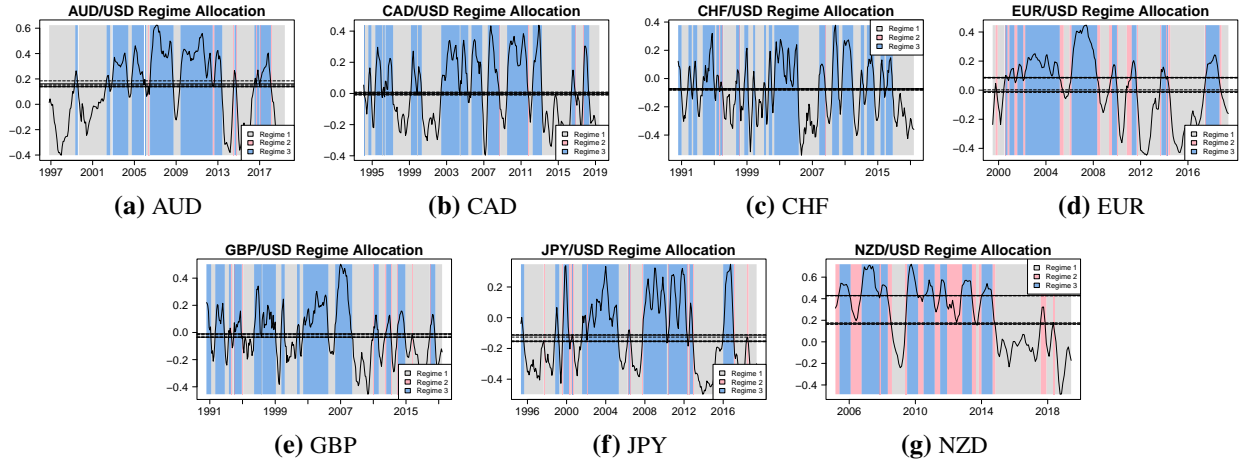 AUD/USD Regime Allocation
0.6
0.4
0.2
0.0
−0.2
−0.4
Regime 1
Regime 2
Regime 3
1997 2001 2005 2009 2013 2017
(a) AUD
CAD/USD Regime Allocation
0.4
0.2
0.0
−0.2
−0.4
Regime 1
Regime 2
Regime 3
1995 1999 2003 2007 2011 2015 2019
(b) CAD
CHF/USD Regime Allocation
0.2
0.0
−0.2
−0.4
Regime 1
Regime 2
Regime 3
1991 1999 2007 2015
(c) CHF
EUR/USD Regime Allocation
0.4
0.2
0.0
−0.2
−0.4
Regime 1
Regime 2
Regime 3
2000 2004 2008 2012 2016
(d) EUR
GBP/USD Regime Allocation
0.4
0.2
0.0
−0.2
−0.4
Regime 1
Regime 2
Regime 3
1991 1999 2007 2015
(e) GBP
JPY/USD Regime Allocation
0.2
0.0
−0.2
−0.4
Regime 1
Regime 2
Regime 3
1996 2000 2004 2008 2012 2016
(f) JPY
NZD/USD Regime Allocation
0.6
0.4
0.2
0.0
−0.2
−0.4
Regime 1
Regime 2
Regime 3
2006 2010 2014 2018
(g) NZD